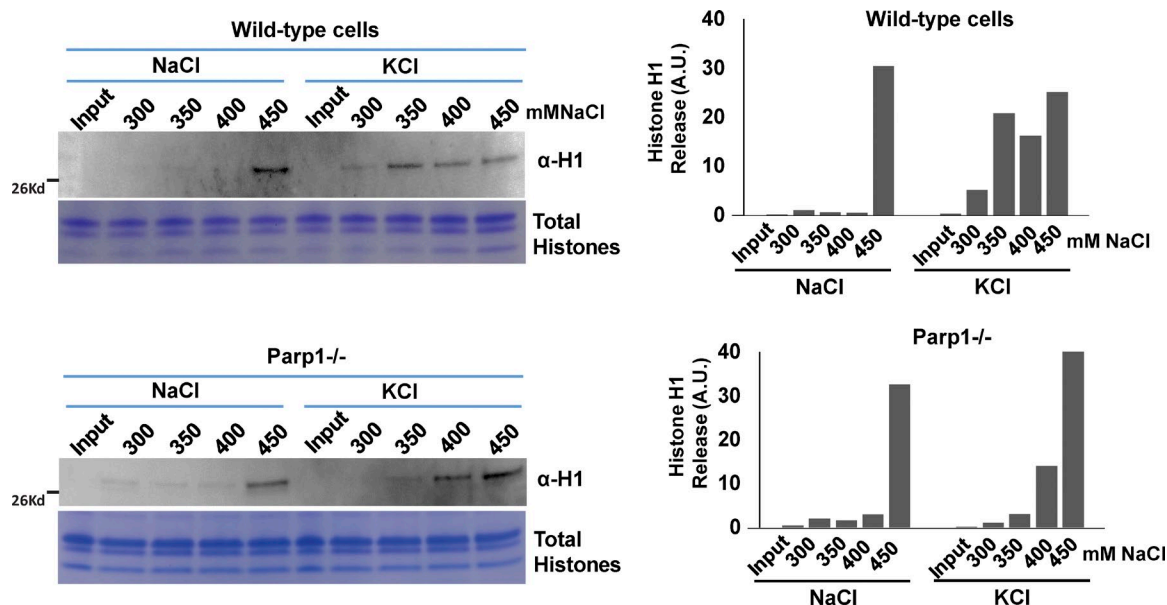 Wild-type cells
NaCl KCl
Input 300 350 400 450 Input 300 350 400 450 mMNaCl
α-H1
26Kd
Total
Histones
Wild-type cells
Histone H1
Release (A.U.)
40
30
20
10
0
Input 300 350 400 450 Input 300 350 400 450 mM NaCl
NaCl KCl
Parp1-/-
NaCl KCl
Input 300 350 400 450 Input 300 350 400 450
α-H1
26Kd
Total
Histones
Parp1-/-
Histone H1
Release (A.U.)
40
30
20
10
0
Input 300 350 400 450 Input 300 350 400 450 mM NaCl
NaCl KCl